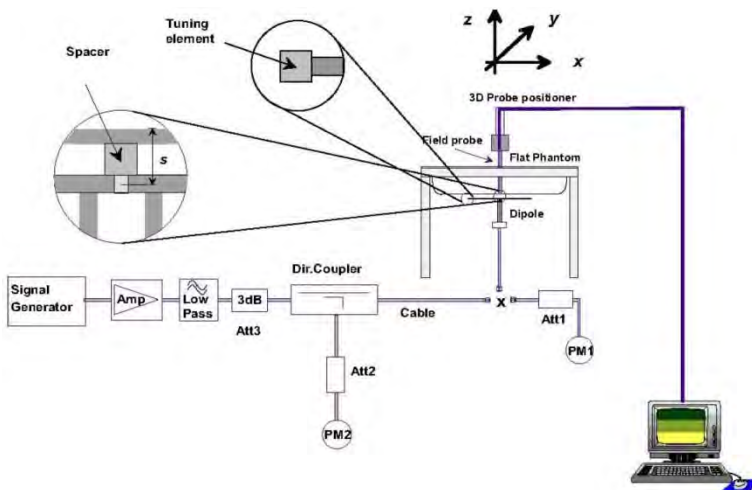 Tuning
element
Spacer
s
z
y
x
3D Probe positioner
Field probe
Flat Phantom
Dipole
Signal
Generator
Amp
Low
Pass
3dB
Att3
Dir.Coupler
Cable
x
Att1
PM1
Att2
PM2